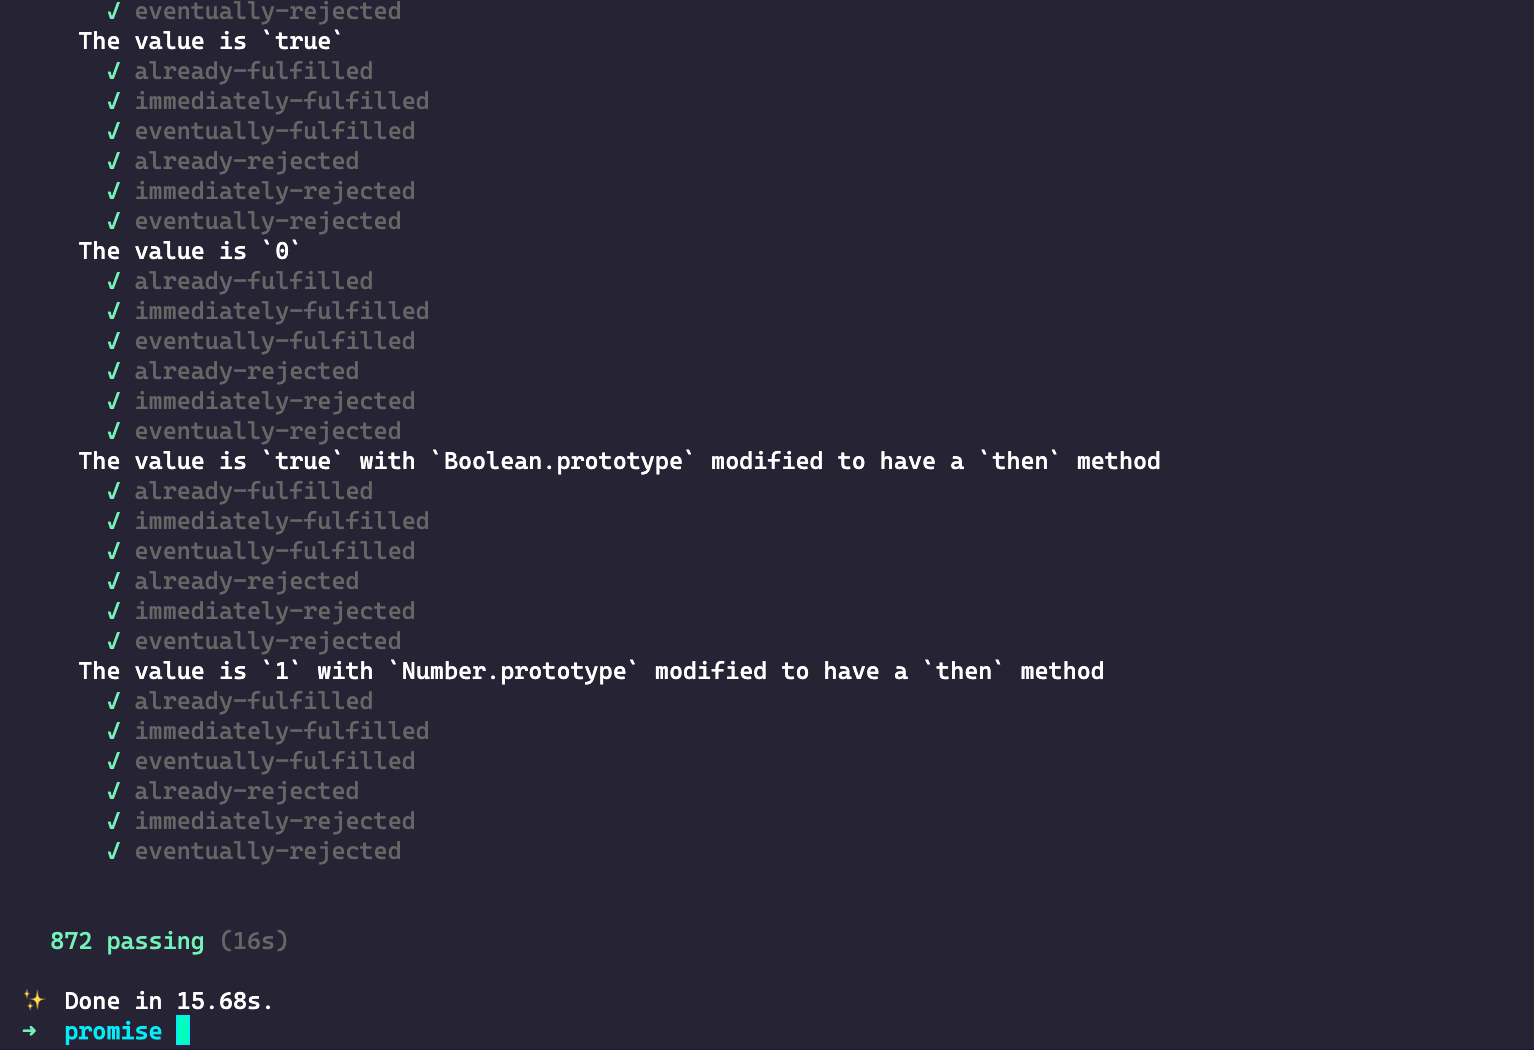 ✓ eventually-rejected
The value is `true`
✓ already-fulfilled
✓ immediately-fulfilled
✓ eventually-fulfilled
✓ already-rejected
✓ immediately-rejected
✓ eventually-rejected
The value is `0`
✓ already-fulfilled
✓ immediately-fulfilled
✓ eventually-fulfilled
✓ already-rejected
✓ immediately-rejected
✓ eventually-rejected
The value is `true` with `Boolean.prototype` modified to have a `then` method
✓ already-fulfilled
✓ immediately-fulfilled
✓ eventually-fulfilled
✓ already-rejected
✓ immediately-rejected
✓ eventually-rejected
The value is `1` with `Number.prototype` modified to have a `then` method
✓ already-fulfilled
✓ immediately-fulfilled
✓ eventually-fulfilled
✓ already-rejected
✓ immediately-rejected
✓ eventually-rejected
872 passing (16s)
✨ Done in 15.68s.
➜ promise